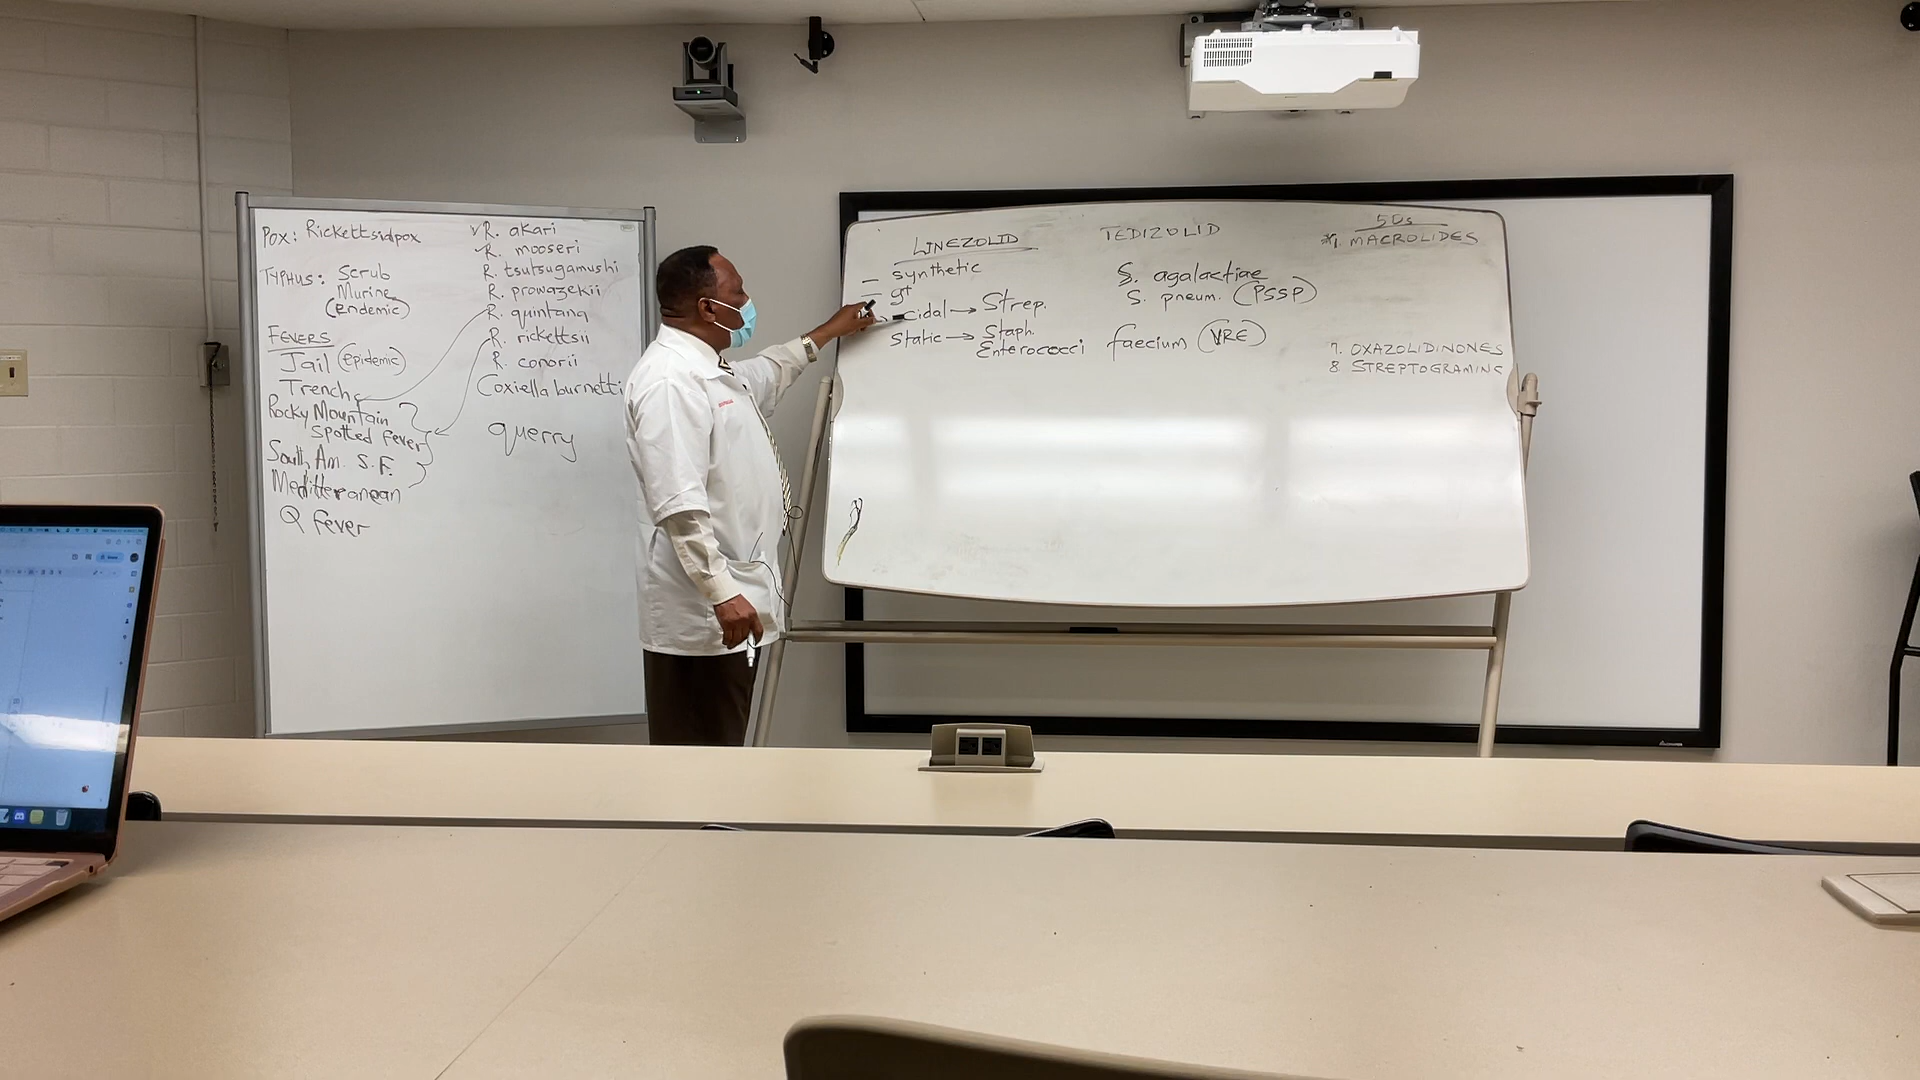 Pox: Rickettsialpox
TYPHUS: Scrub
Murine
(Endemic)
FEVERS
Jail (Epidemic)
Trench
Rocky Mountain
Spotted Fever
South Am. S.F.
Mediterranean
Q Fever
R. akari
R. mooseri
R. tsutsugamushi
R. prowazekii
R. quintana
R. rickettsii
R. conorii
Coxiella burnetti
querry
LINEZOLID
synthetic
g+
cidal → Strep.
Static → Staph.
Enterococci
TEDIZOLID
S. agalactiae
S. pneum. (PSSP)
faecium (VRE)
50s
*1. MACROLIDES
7. OXAZOLIDINONES
8. STREPTOGRAMINS